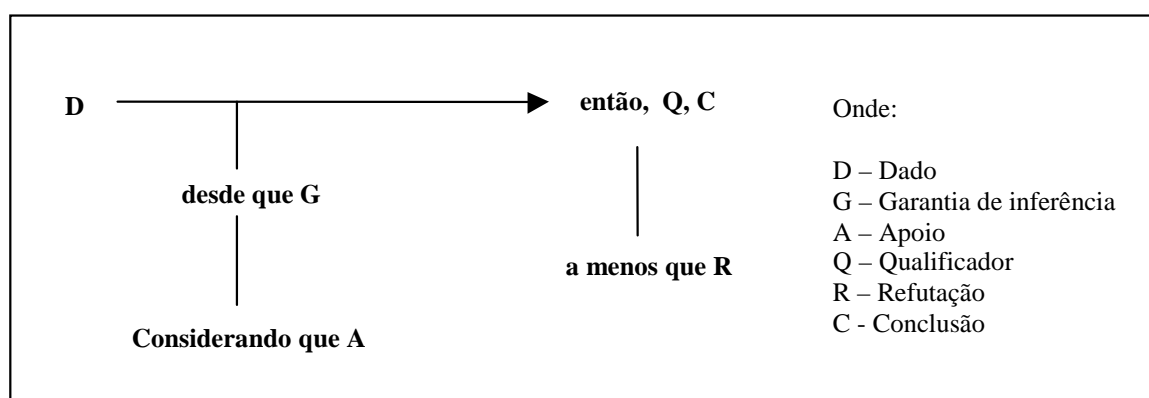 D
então, Q, C
desde que G
a menos que R
Considerando que A
Onde:
D – Dado
G – Garantia de inferência
A – Apoio
Q – Qualificador
R – Refutação
C - Conclusão